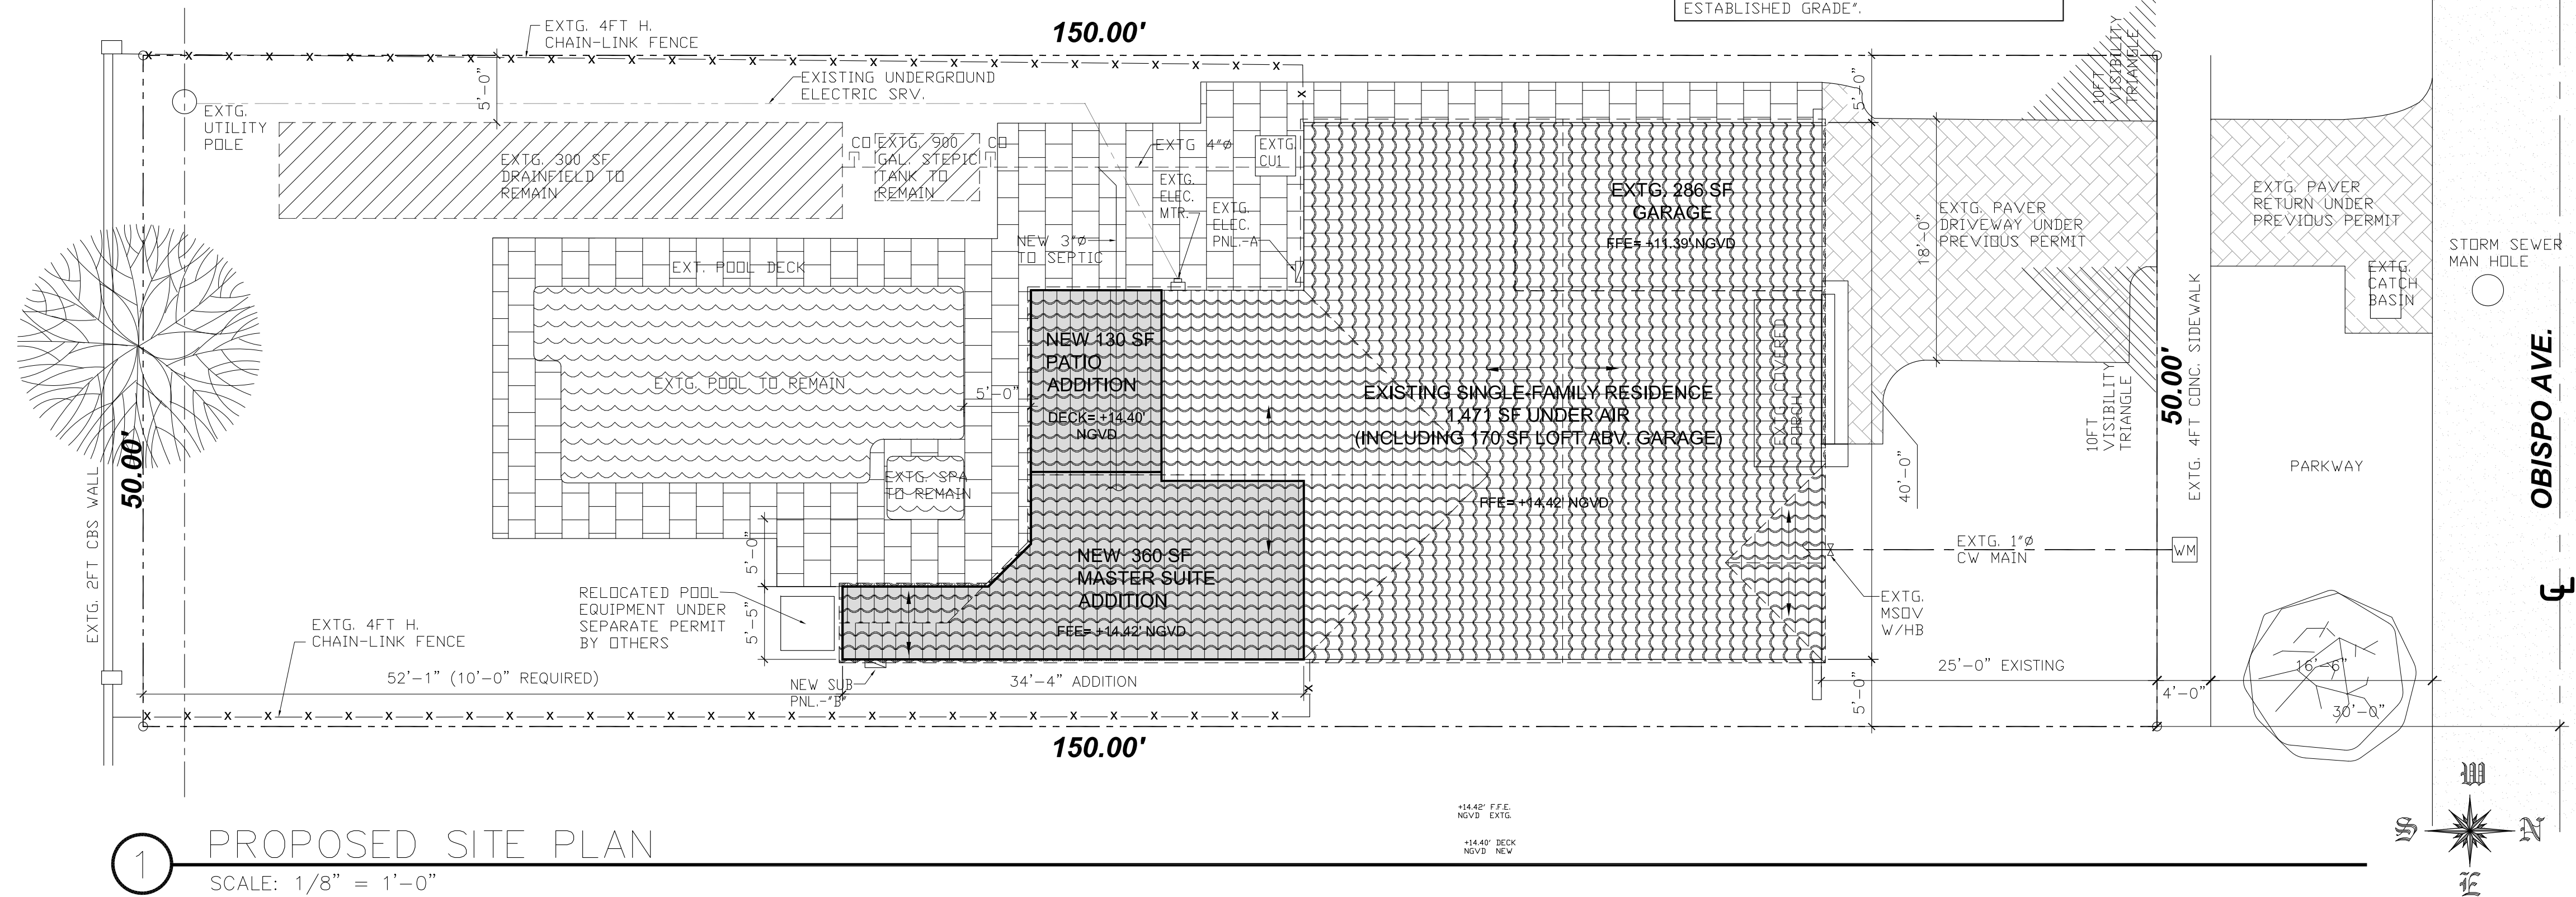 ESTABLISHED GRADE".
150.00'
EXTG. 4FT H.
CHAIN-LINK FENCE
EXISTING UNDERGROUND
ELECTRIC SRV.
5'-0"
EXTG.
UTILITY
POLE
EXTG. 300 SF
DRAINFIELD TO
REMAIN
CO
EXTG. 900
GAL. STEPIC
TANK TO
REMAIN
CO
EXTG 4"Ø
EXTG.
CU1
EXTG.
ELEC.
MTR.
EXTG.
ELEC.
PNL.-A
NEW 3"Ø
TO SEPTIC
EXT. POOL DECK
EXTG. POOL TO REMAIN
5'-0"
EXTG. SPA
TO REMAIN
NEW 130 SF
PATIO
ADDITION
DECK= +14.40'
NGVD
EXTG. 286 SF
GARAGE
FFE= +11.39' NGVD
EXISTING SINGLE-FAMILY RESIDENCE
1,471 SF UNDER AIR
(INCLUDING 170 SF LOFT ABV. GARAGE)
FFE= +14.42' NGVD
EXTG. COVERED
PORCH
NEW 360 SF
MASTER SUITE
ADDITION
FFE= +14.42' NGVD
5'-0"
5'-5"
RELOCATED POOL
EQUIPMENT UNDER
SEPARATE PERMIT
BY OTHERS
EXTG. 4FT H.
CHAIN-LINK FENCE
EXTG. 2FT CBS WALL
50.00'
52'-1" (10'-0" REQUIRED)
NEW SUB
PNL.-"B"
34'-4" ADDITION
150.00'
5'-0"
18'-0"
EXTG. PAVER
DRIVEWAY UNDER
PREVIOUS PERMIT
10FT
VISIBILITY
TRIANGLE
10FT
VISIBILITY
TRIANGLE
40'-0"
EXTG. 1"Ø
CW MAIN
WM
EXTG.
MSOV
W/HB
25'-0" EXISTING
5'-0"
50.00'
EXTG. 4FT CONC. SIDEWALK
EXTG. PAVER
RETURN UNDER
PREVIOUS PERMIT
EXTG.
CATCH
BASIN
STORM SEWER
MAN HOLE
PARKWAY
OBISPO AVE.
CL
16'-6"
4'-0"
30'-0"
+14.42' F.F.E.
NGVD EXTG.
+14.40' DECK
NGVD NEW
1
PROPOSED SITE PLAN
SCALE: 1/8" = 1'-0"
W
S
N
E